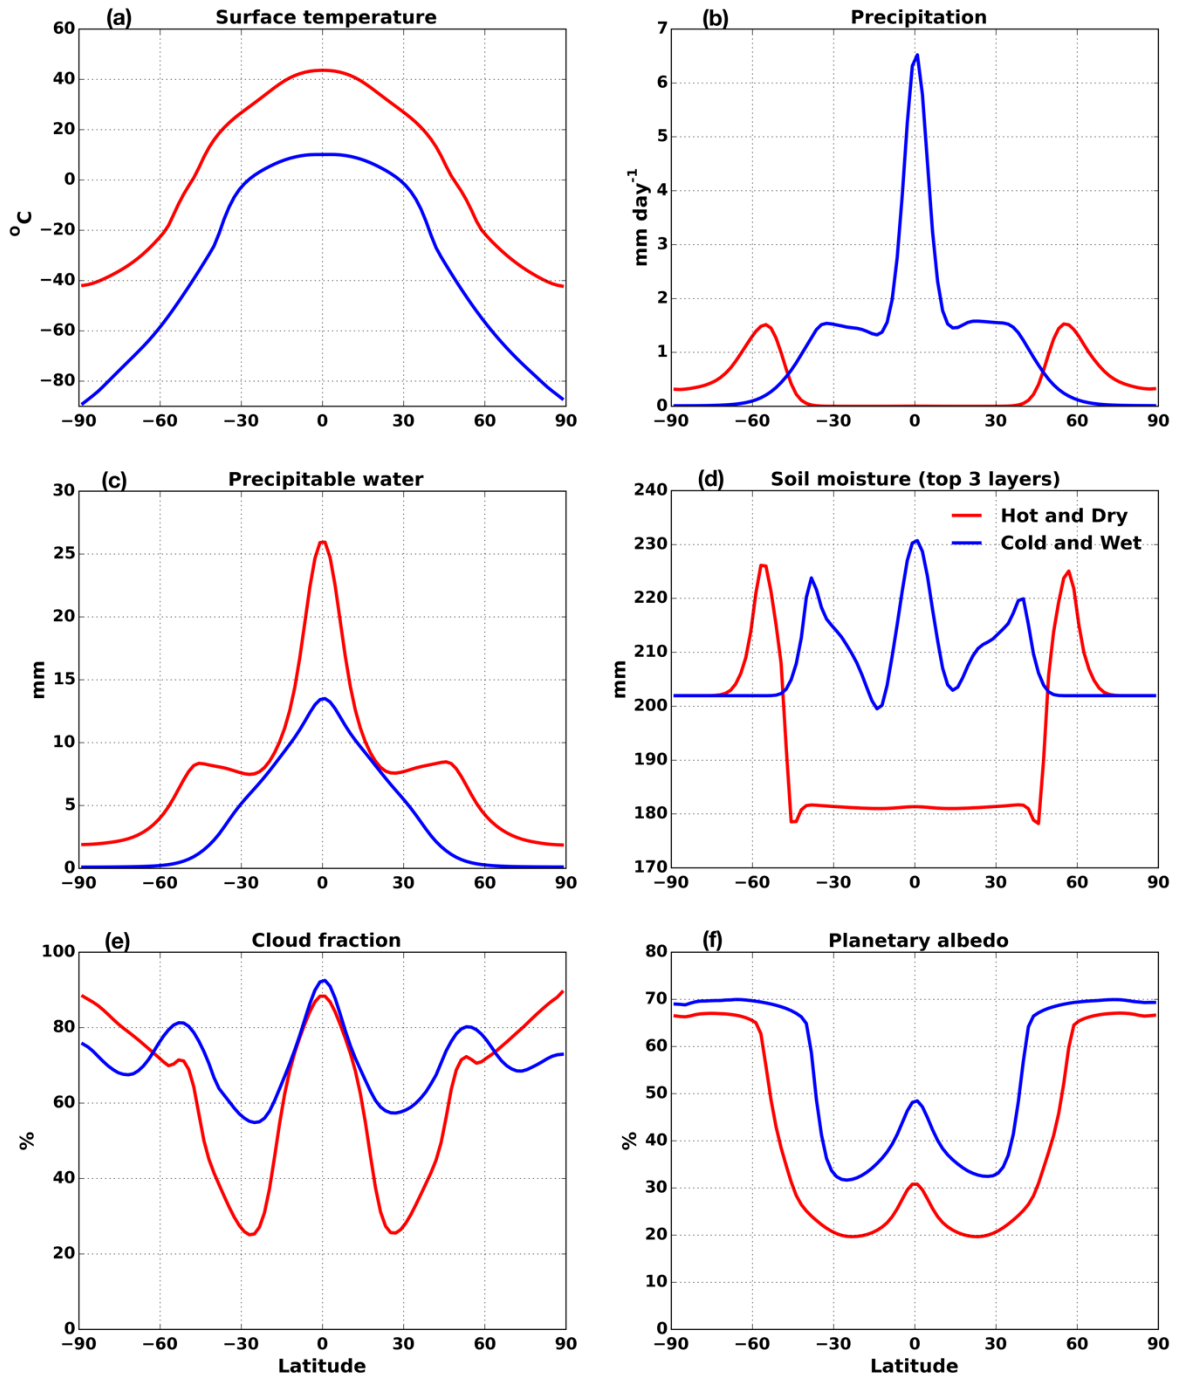 (a) Surface temperature
60
40
20
0
−20
−40
−60
−80
°C
−90 −60 −30 0 30 60 90
(b) Precipitation
7
6
5
4
3
2
1
0
mm day-1
−90 −60 −30 0 30 60 90
(c) Precipitable water
30
25
20
15
10
5
0
mm
−90 −60 −30 0 30 60 90
(d) Soil moisture (top 3 layers)
240
230
220
210
200
190
180
170
mm
Hot and Dry
Cold and Wet
−90 −60 −30 0 30 60 90
(e) Cloud fraction
100
80
60
40
20
0
%
−90 −60 −30 0 30 60 90
Latitude
(f) Planetary albedo
80
70
60
50
40
30
20
10
0
%
−90 −60 −30 0 30 60 90
Latitude